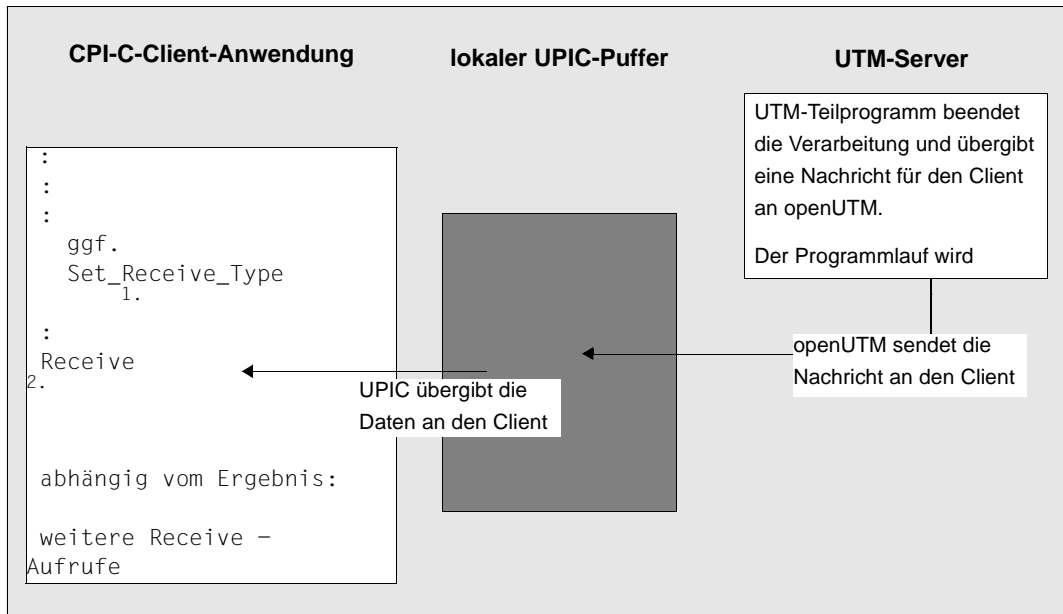 CPI-C-Client-Anwendung
lokaler UPIC-Puffer
UTM-Server
UTM-Teilprogramm beendet
die Verarbeitung und übergibt
eine Nachricht für den Client
an openUTM.
Der Programmlauf wird
:
:
:
ggf.
Set_Receive_Type
1.
:
Receive
2.
openUTM sendet die
Nachricht an den Client
UPIC übergibt die
Daten an den Client
abhängig vom Ergebnis:
weitere Receive –
Aufrufe